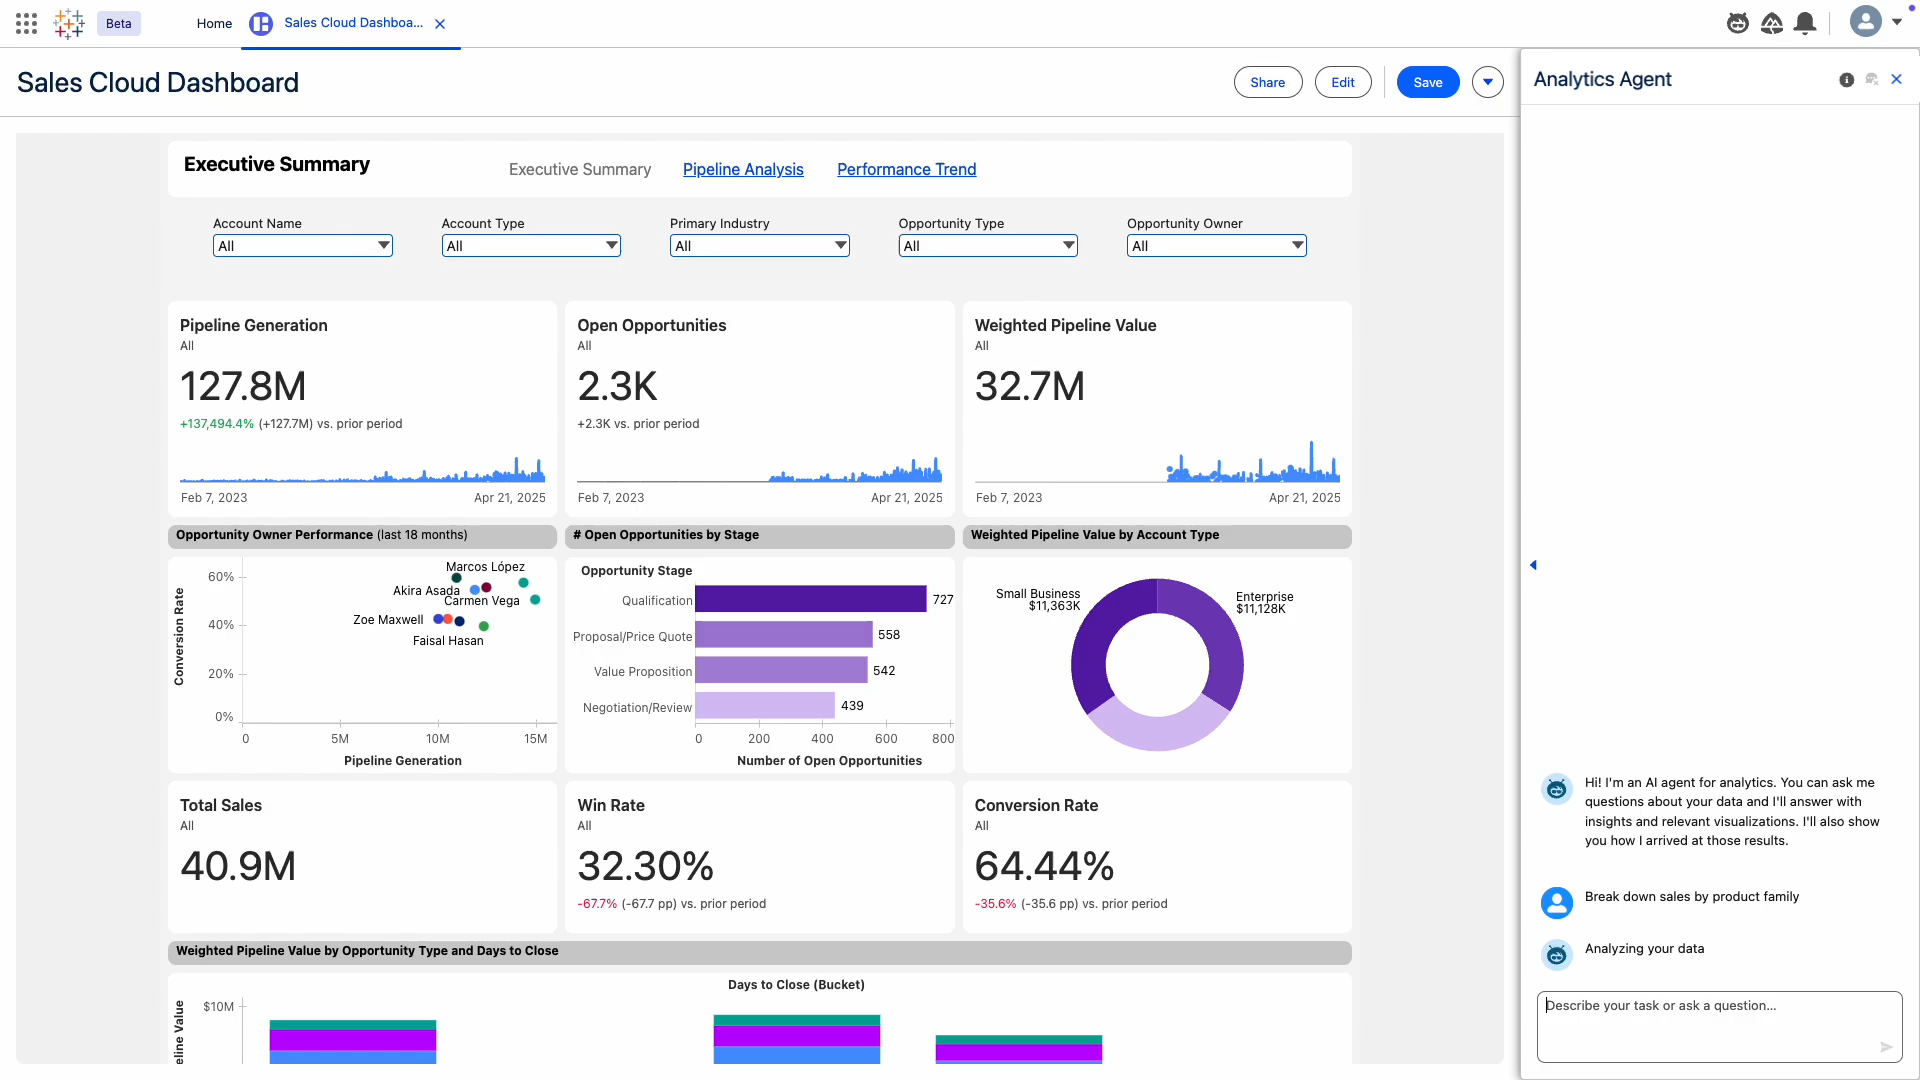 Beta
Home
Sales Cloud Dashboa...
Sales Cloud Dashboard
Share
Edit
Save
Executive Summary
Executive Summary
Pipeline Analysis
Performance Trend
Account Name
All
Account Type
All
Primary Industry
All
Opportunity Type
All
Opportunity Owner
All
Pipeline Generation
All
127.8M
+137,494.4% (+127.7M) vs. prior period
Feb 7, 2023
Apr 21, 2025
Open Opportunities
All
2.3K
+2.3K vs. prior period
Feb 7, 2023
Apr 21, 2025
Weighted Pipeline Value
All
32.7M
Feb 7, 2023
Apr 21, 2025
Opportunity Owner Performance (last 18 months)
Conversion Rate
60%
40%
20%
0%
Marcos López
Akira Asada
Carmen Vega
Zoe Maxwell
Faisal Hasan
0
5M
10M
15M
Pipeline Generation
# Open Opportunities by Stage
Opportunity Stage
Qualification
727
Proposal/Price Quote
558
Value Proposition
542
Negotiation/Review
439
0
200
400
600
800
Number of Open Opportunities
Weighted Pipeline Value by Account Type
Small Business
$11,363K
Enterprise
$11,128K
Total Sales
All
40.9M
Win Rate
All
32.30%
-67.7% (-67.7 pp) vs. prior period
Conversion Rate
All
64.44%
-35.6% (-35.6 pp) vs. prior period
Weighted Pipeline Value by Opportunity Type and Days to Close
Days to Close (Bucket)
eline Value
$10M
Analytics Agent
Hi! I'm an AI agent for analytics. You can ask me
questions about your data and I'll answer with
insights and relevant visualizations. I'll also show
you how I arrived at those results.
Break down sales by product family
Analyzing your data
Describe your task or ask a question...